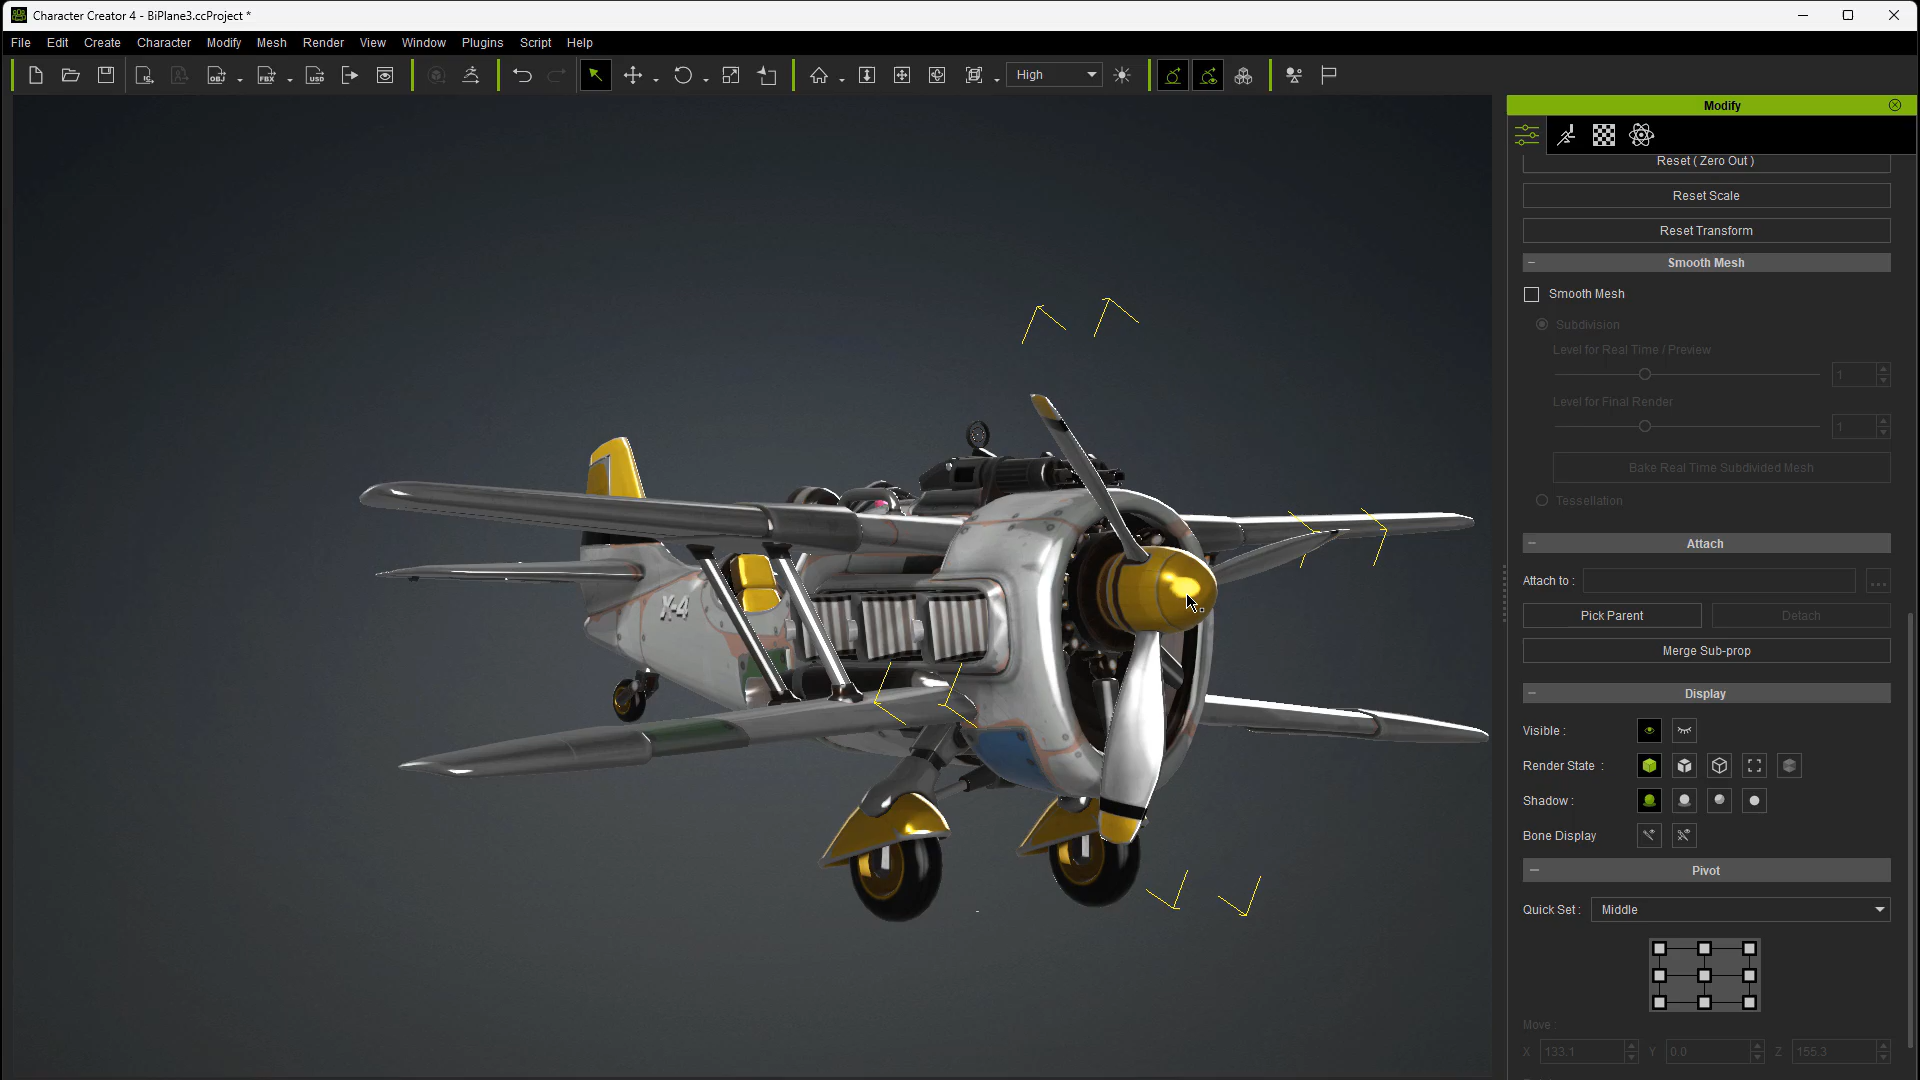 Character Creator 4 - BiPlane3.ccProject *
File Edit Create Character Modify Mesh Render View Window Plugins Script Help
High
Modify
Reset ( Zero Out )
Reset Scale
Reset Transform
Smooth Mesh
Smooth Mesh
Subdivision
Level for Real Time / Preview
1
Level for Final Render
1
Bake Real Time Subdivided Mesh
Tessellation
Attach
Attach to :
...
Pick Parent Detach
Merge Sub-prop
Display
Visible :
Render State :
Shadow :
Bone Display
Pivot
Quick Set : Middle
Move :
X 133.1 Y 0.0 Z 155.3
X-4